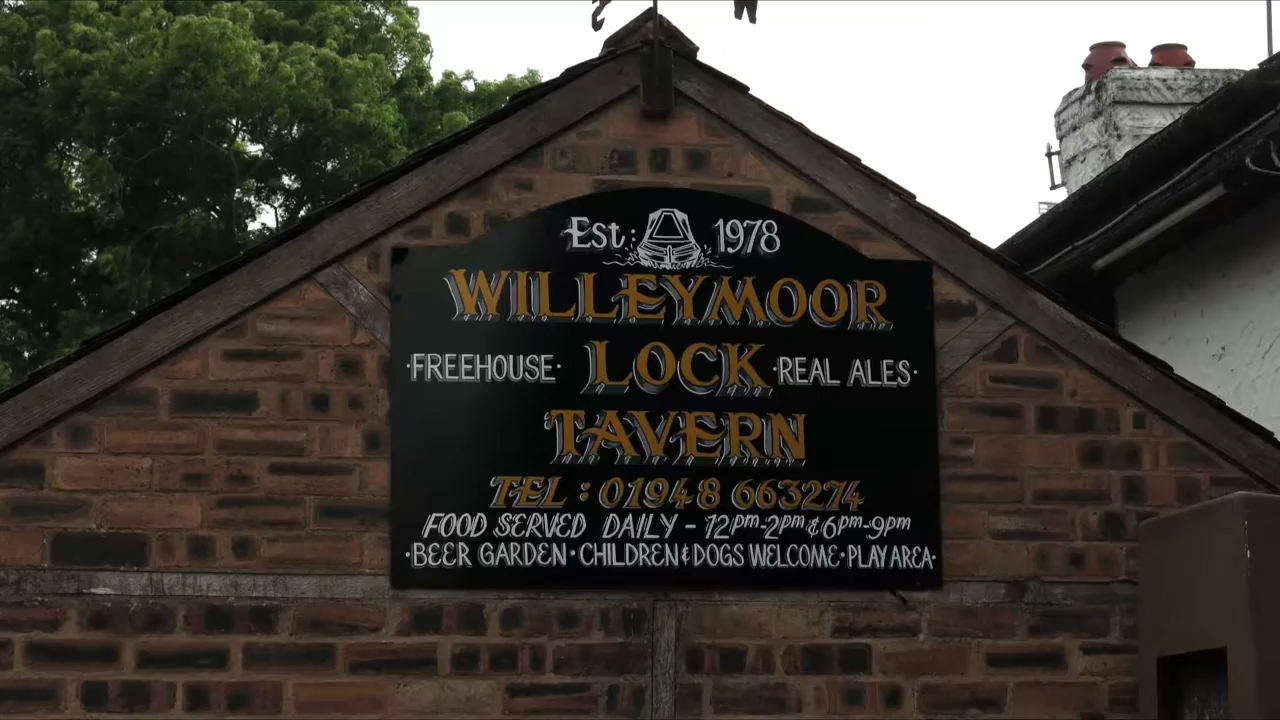 Est: 1978
WILLEYMOOR
·FREEHOUSE· LOCK ·REAL ALES·
TAVERN
TEL : 01948 663274
FOOD SERVED DAILY - 12pm-2pm & 6pm-9pm
·BEER GARDEN·CHILDREN & DOGS WELCOME·PLAY AREA·